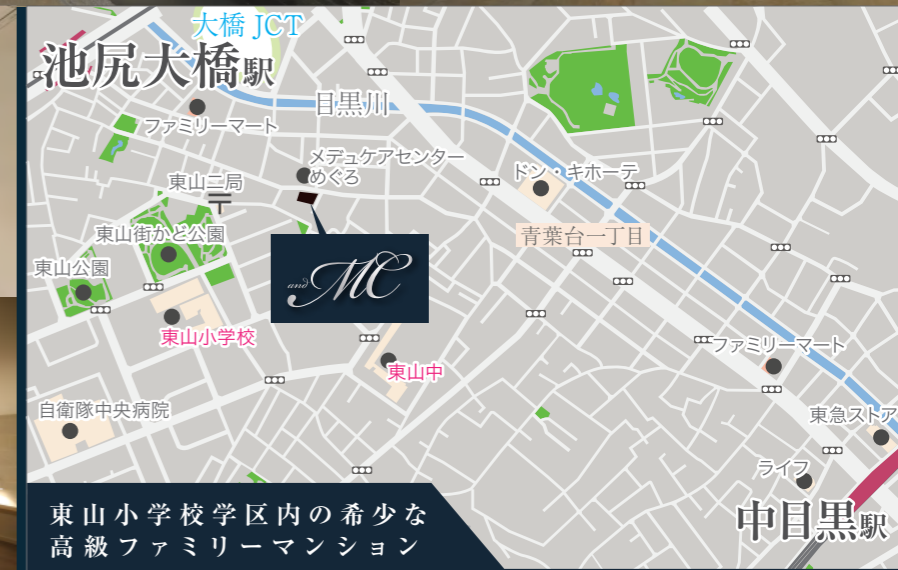 大橋 JCT
池尻大橋駅
目黒川
ファミリーマート
メデュケアセンター
めぐろ
ドン・キホーテ
東山二局
東山街かど公園
青葉台一丁目
東山公園
and MC
東山小学校
ファミリーマート
東山中
自衛隊中央病院
東急ストア
ライフ
中目黒駅
東山小学校学区内の希少な
高級ファミリーマンション